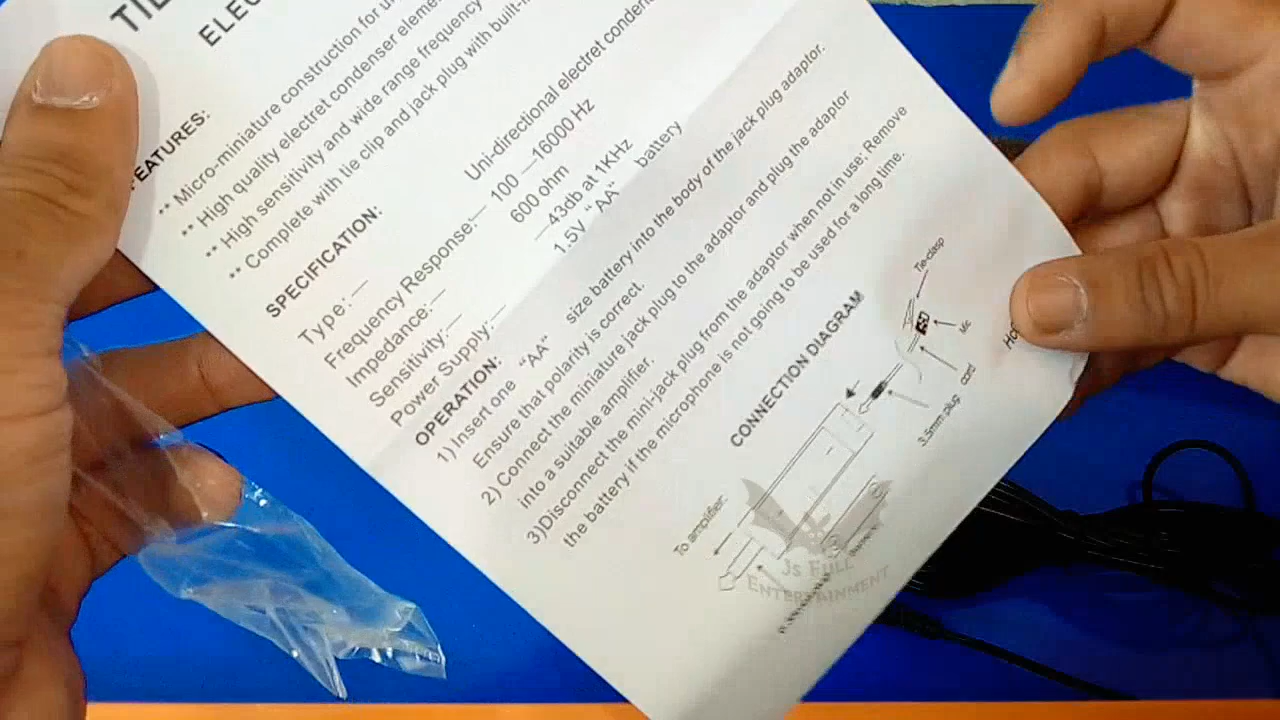 TIE
ELEC
FEATURES:
** Micro-miniature construction for
** High quality electret condenser
** High sensitivity and wide range frequency
** Complete with tie clip and jack plug with
SPECIFICATION:
Type:— Uni-directional electret
Frequency Response:— 100—16000 Hz
Impedance:— 600 ohm
Sensitivity:— —43db at 1KHz
Power Supply:— 1.5V "AA" battery
OPERATION:
1) Insert one "AA" size battery into the body of the jack plug adaptor.
Ensure that polarity is correct.
2) Connect the miniature jack plug to the adaptor and plug the adaptor
into a suitable amplifier.
3)Disconnect the mini-jack plug from the adaptor when not in use; Remove
the battery if the microphone is not going to be used for a long time.
CONNECTION DIAGRAM
Tie-clasp
Mic
cord
3.5mm plug
To amplifier.
Js Full
Entertainment